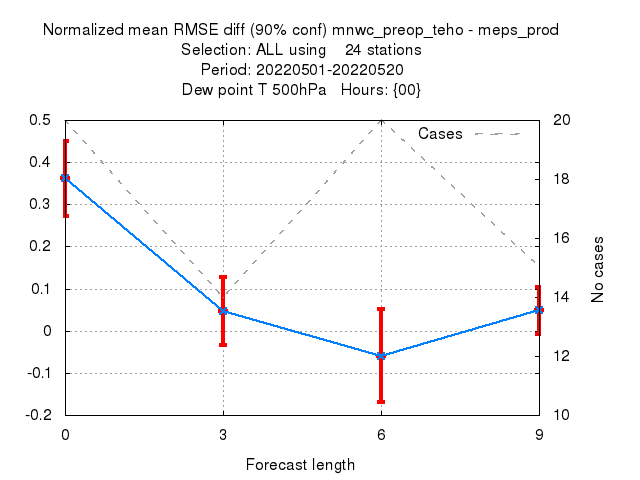 Normalized mean RMSE diff (90% conf) mnwc_preop_teho - meps_prod
Selection: ALL using    24 stations
Period: 20220501-20220520
Dew point T 500hPa   Hours: {00}
Cases
0.5
0.4
0.3
0.2
0.1
0
-0.1
-0.2
20
18
16
14
12
10
No cases
0 3 6 9
Forecast length